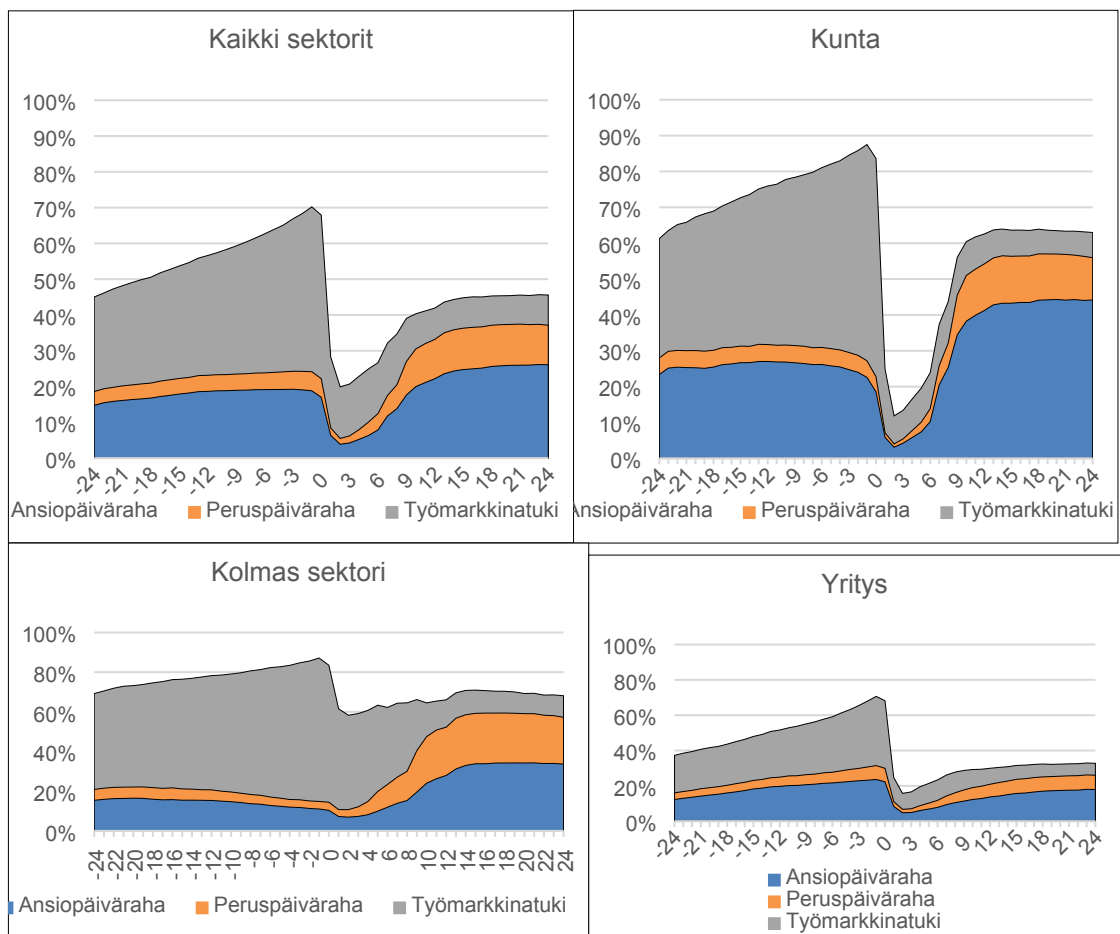 Kaikki sektorit
100%
90%
80%
70%
60%
50%
40%
30%
20%
10%
0%
-24 -21 -18 -15 -12 -9 -6 -3 0 3 6 9 12 15 18 21 24
Ansiopäiväraha Peruspäiväraha Työmarkkinatuki
Kunta
100%
90%
80%
70%
60%
50%
40%
30%
20%
10%
0%
-24 -21 -18 -15 -12 -9 -6 -3 0 3 6 9 12 15 18 21 24
Ansiopäiväraha Peruspäiväraha Työmarkkinatuki
Kolmas sektori
100%
80%
60%
40%
20%
0%
-24 -22 -20 -18 -16 -14 -12 -10 -8 -6 -4 -2 0 2 4 6 8 10 12 14 16 18 20 22 24
Ansiopäiväraha Peruspäiväraha Työmarkkinatuki
Yritys
100%
80%
60%
40%
20%
0%
-24 -21 -18 -15 -12 -9 -6 -3 0 3 6 9 12 15 18 21 24
Ansiopäiväraha
Peruspäiväraha
Työmarkkinatuki